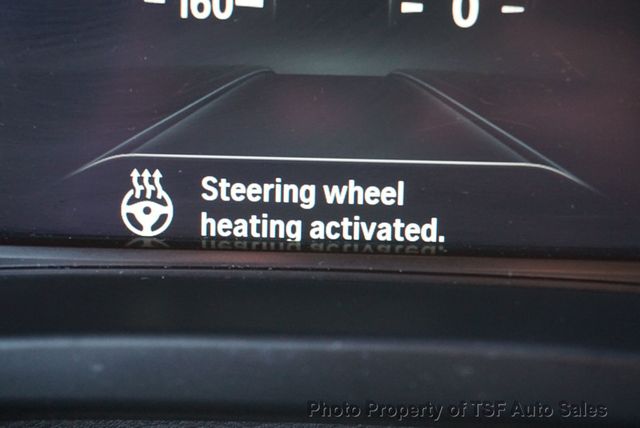 160
0
Steering wheel
heating activated.
Photo Property of TSF Auto Sales